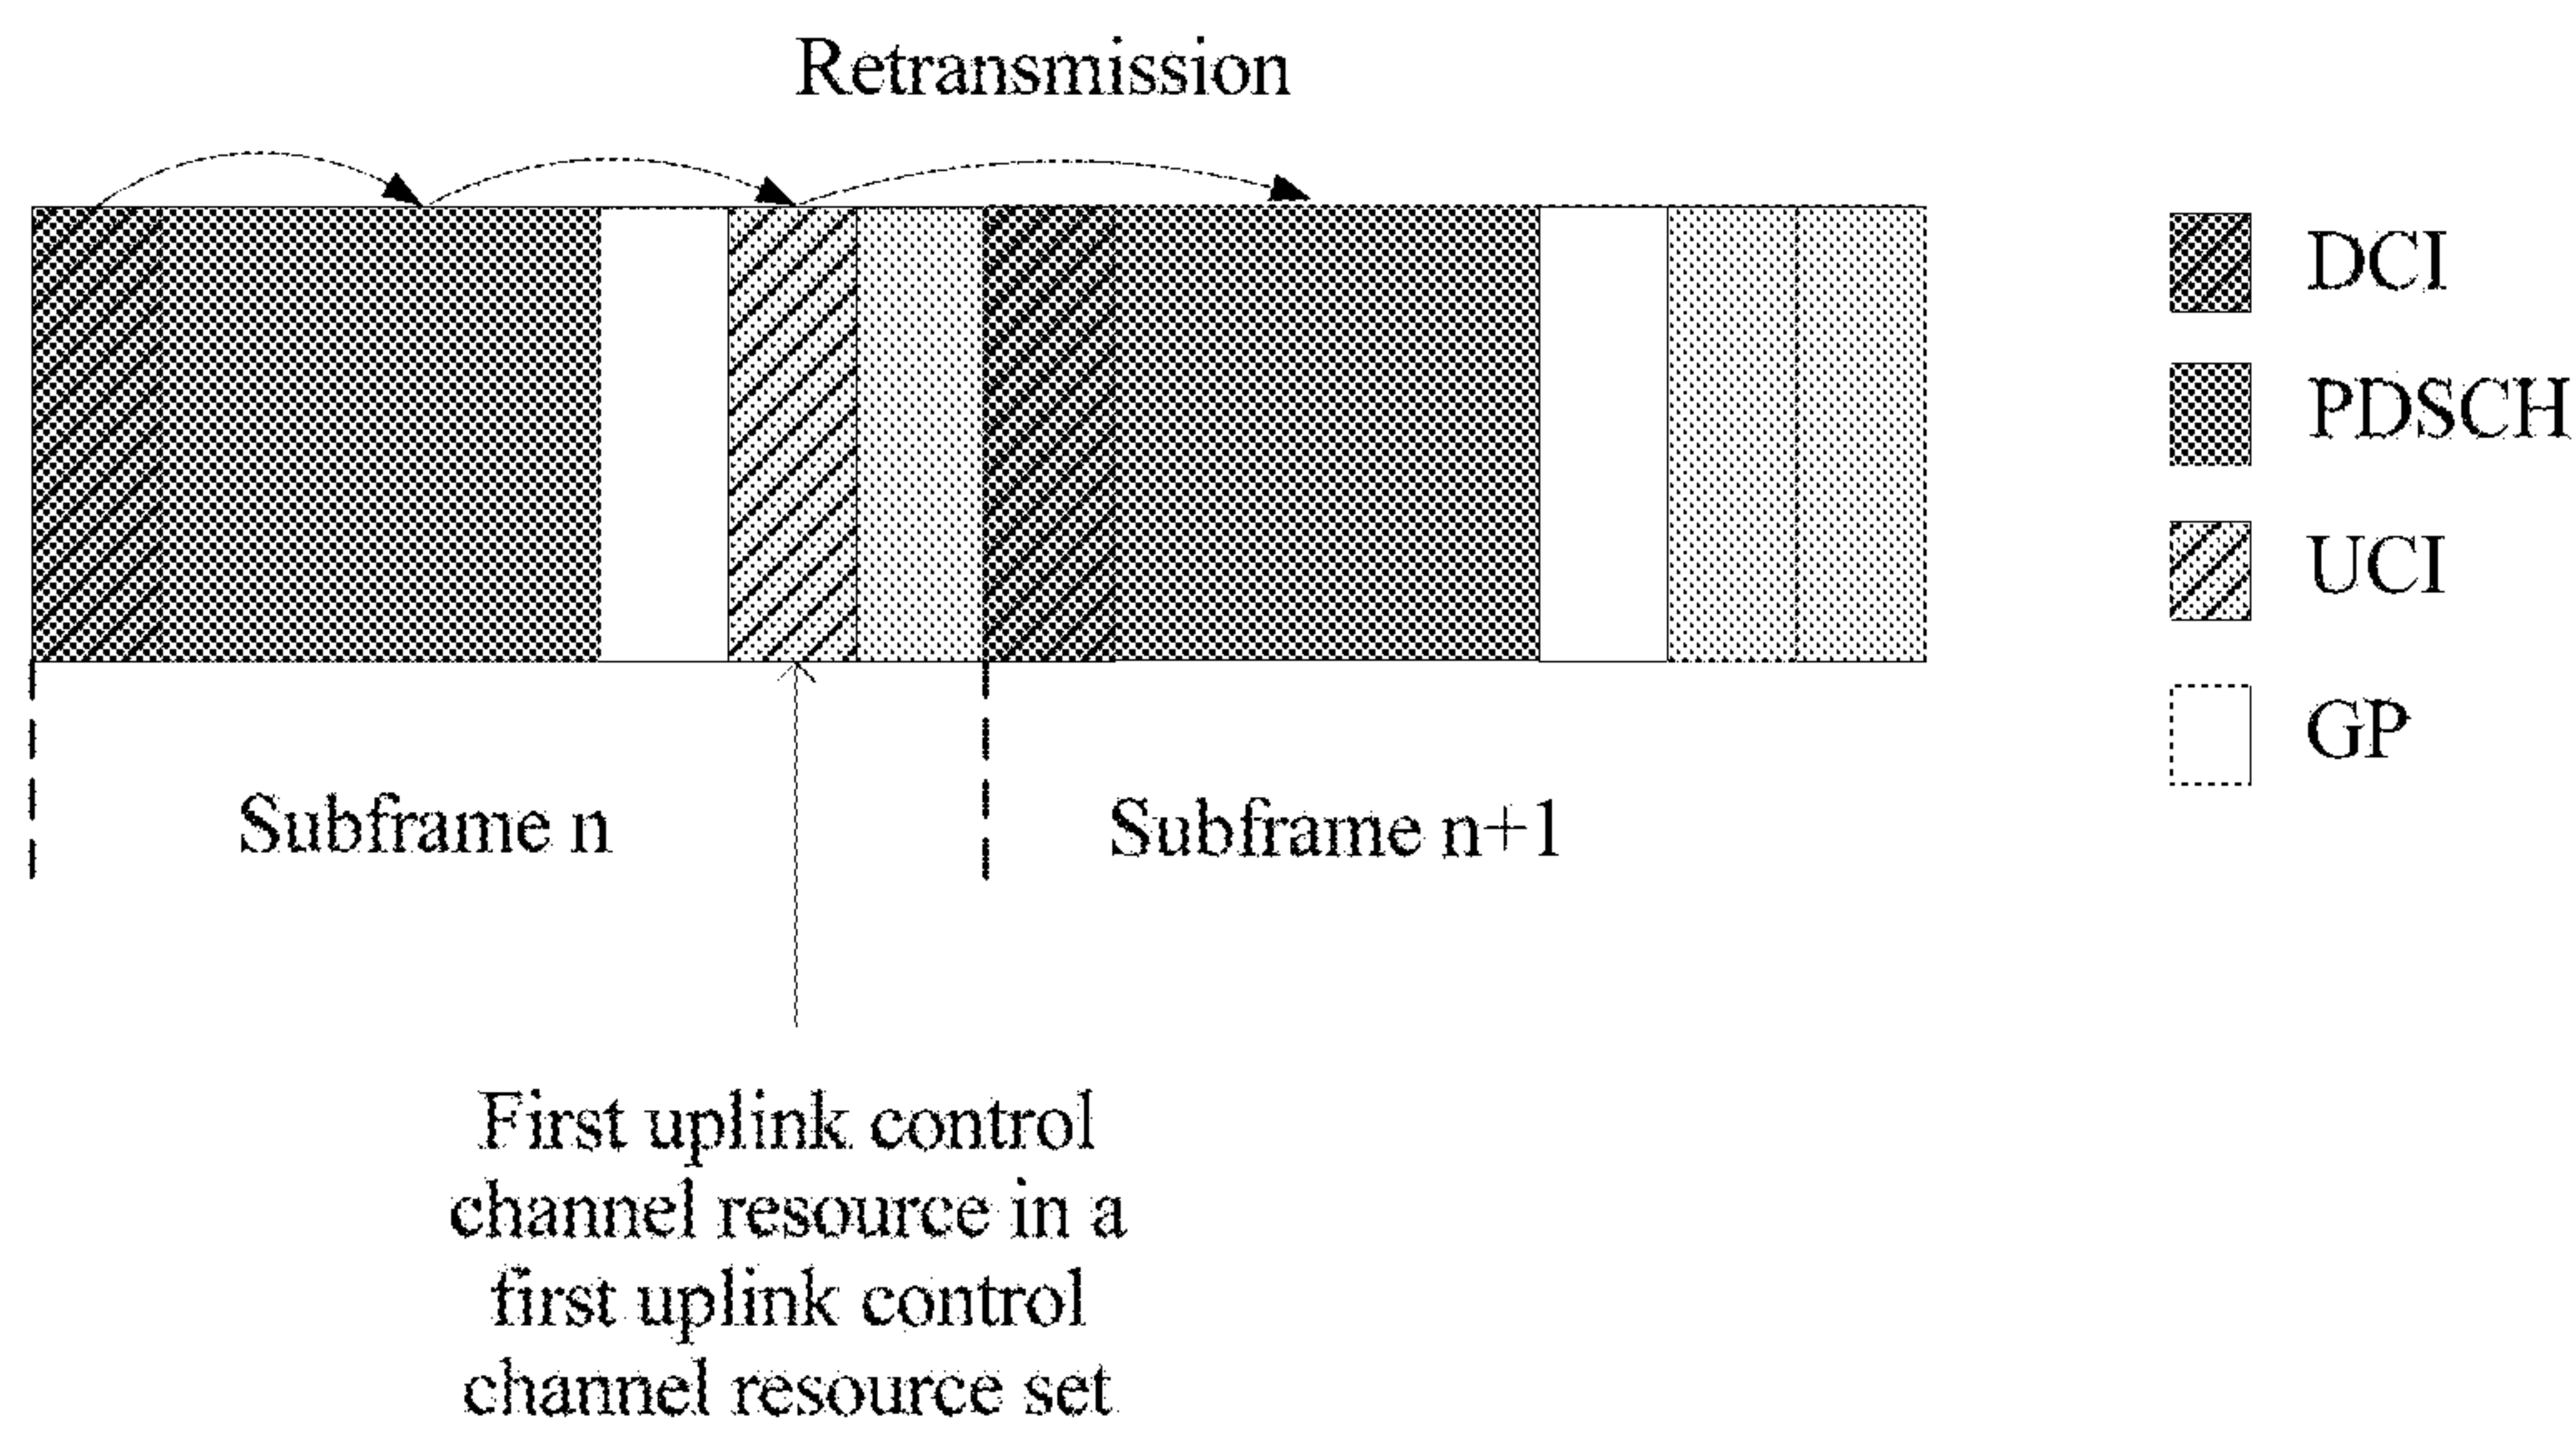 Retransmission
DCI
PDSCH
UCI
GP
Subframe n
Subframe n+1
First uplink control
channel resource in a
first uplink control
channel resource set